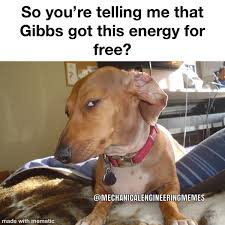 So you're telling me that
Gibbs got this energy for
free?
@MECHANICALENGINEERINGMEMES
made with mematic